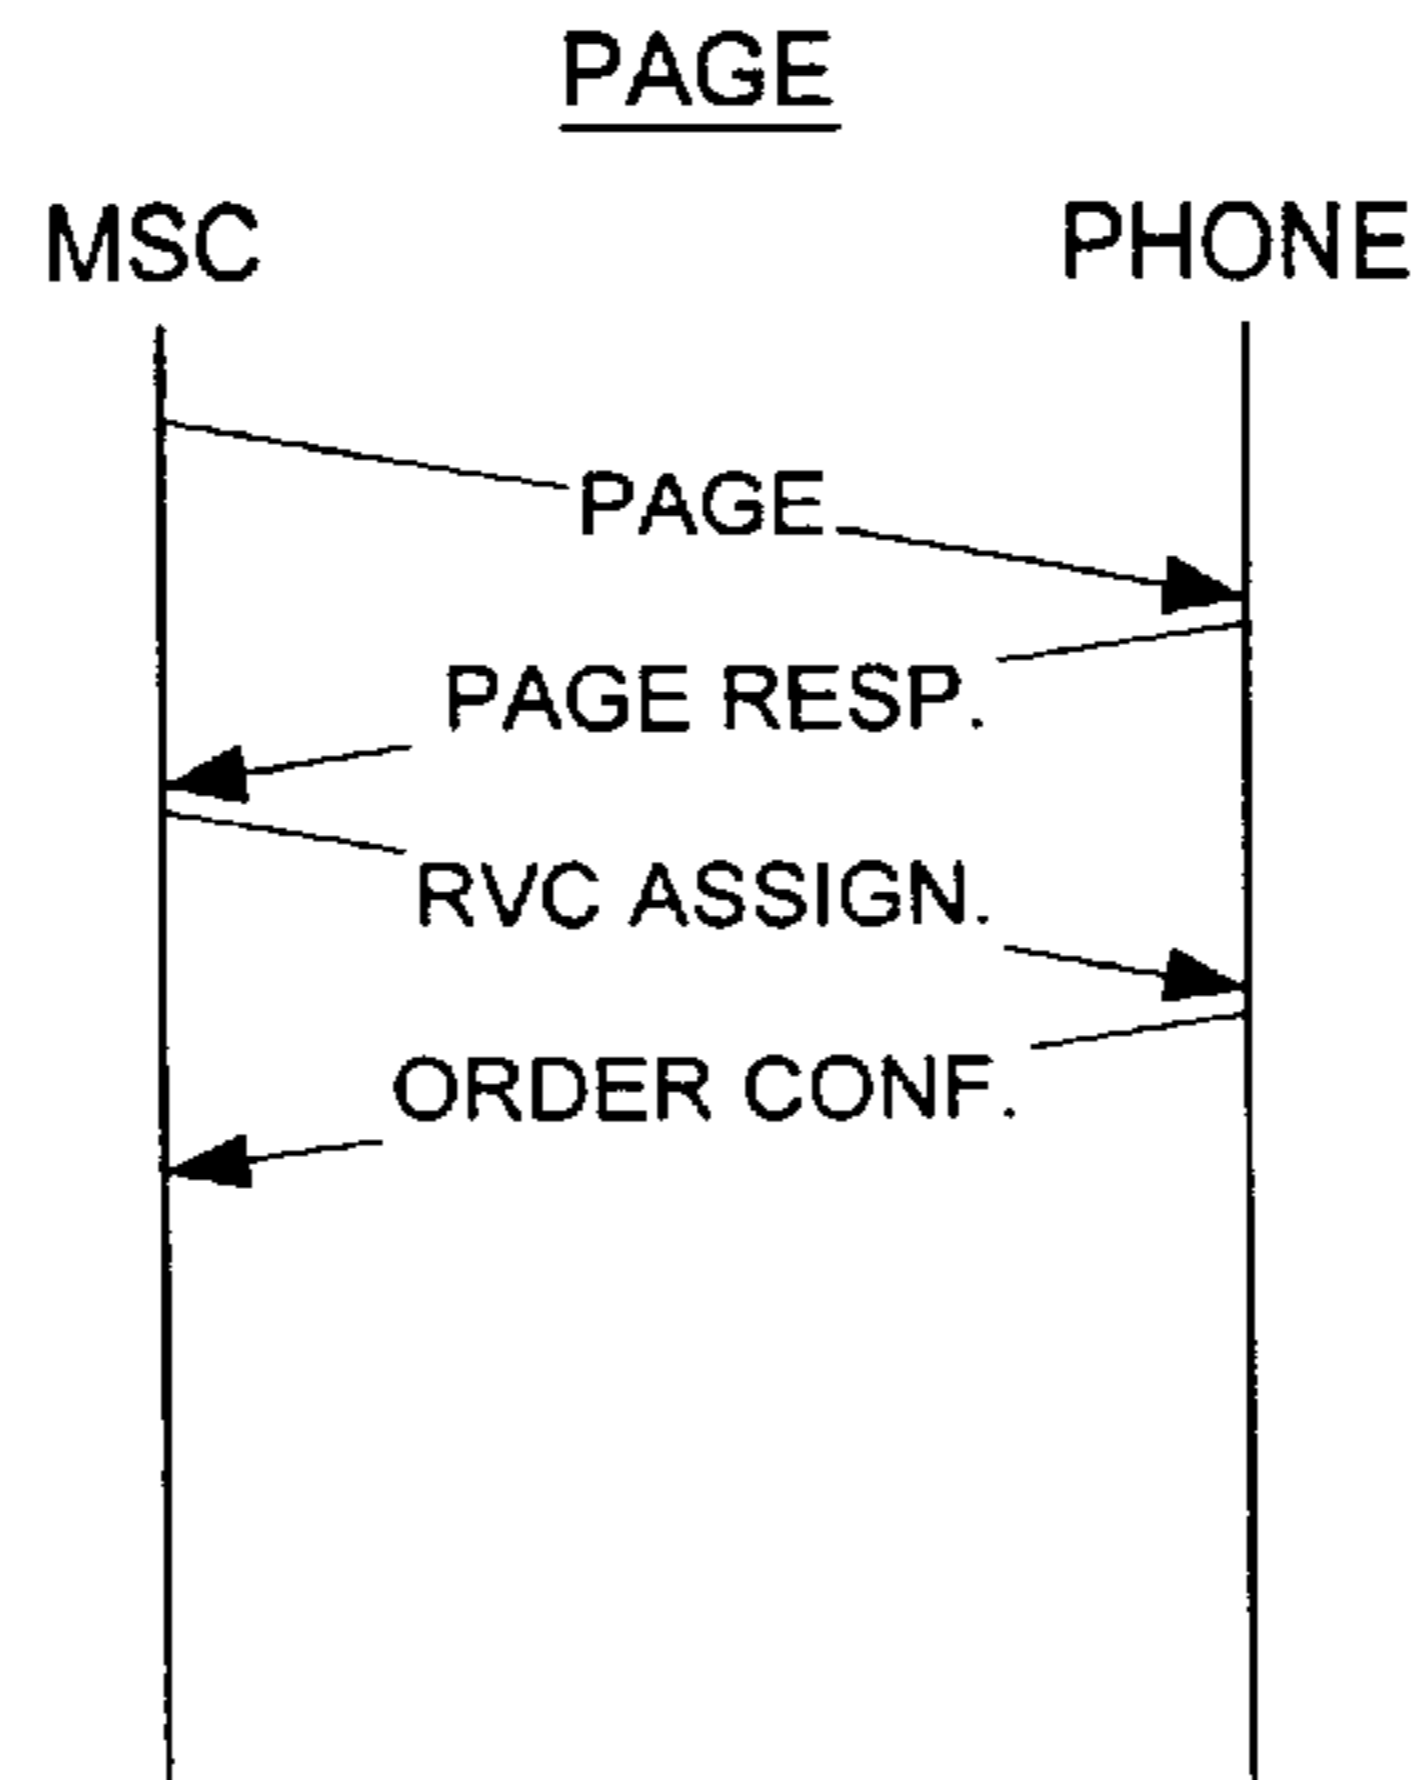 PAGE
MSC PHONE
PAGE
PAGE RESP.
RVC ASSIGN.
ORDER CONF.